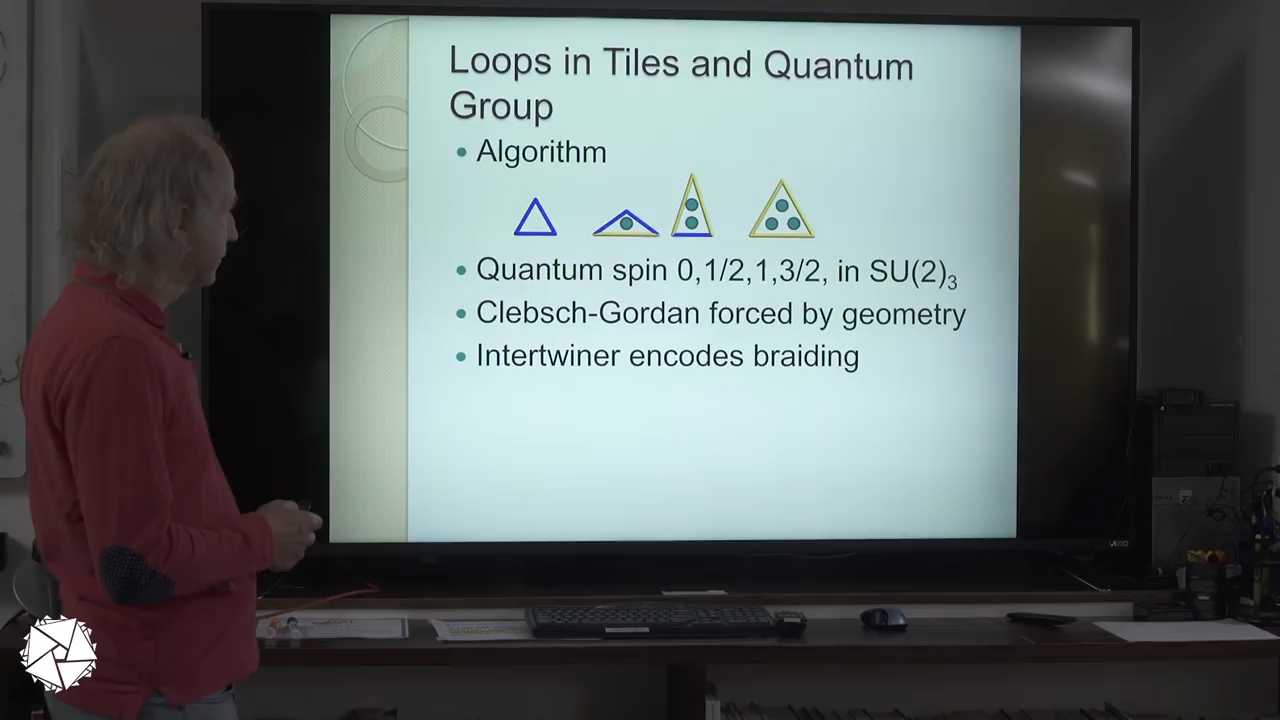 Loops in Tiles and Quantum
Group
• Algorithm
• Quantum spin 0,1/2,1,3/2, in SU(2)₃
• Clebsch-Gordan forced by geometry
• Intertwiner encodes braiding
VIZIO